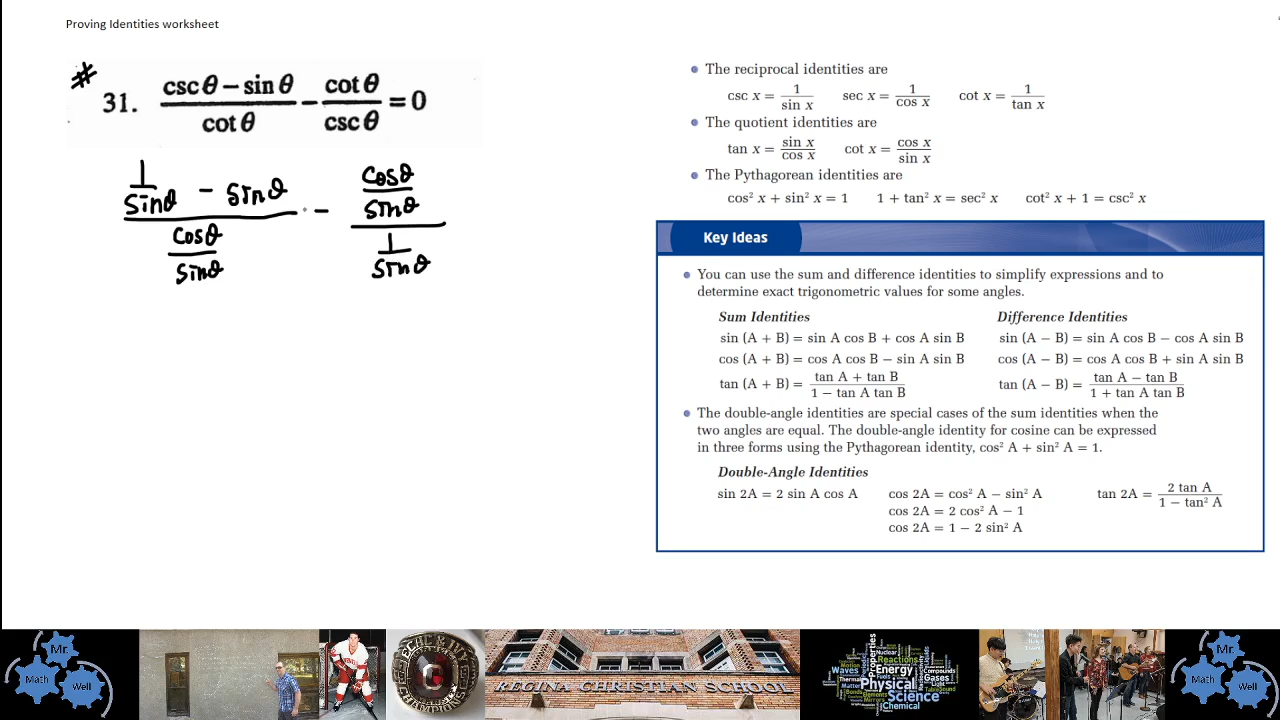 Proving Identities worksheet
* 31. (csc θ – sin θ)/(cot θ) – (cot θ)/(csc θ) = 0
(1/sinθ – sinθ)/(cosθ/sinθ) – (cosθ/sinθ)/(1/sinθ)
• The reciprocal identities are
csc x = 1/(sin x) sec x = 1/(cos x) cot x = 1/(tan x)
• The quotient identities are
tan x = (sin x)/(cos x) cot x = (cos x)/(sin x)
• The Pythagorean identities are
cos² x + sin² x = 1 1 + tan² x = sec² x cot² x + 1 = csc² x
Key Ideas
• You can use the sum and difference identities to simplify expressions and to
determine exact trigonometric values for some angles.
Sum Identities Difference Identities
sin (A + B) = sin A cos B + cos A sin B sin (A – B) = sin A cos B – cos A sin B
cos (A + B) = cos A cos B – sin A sin B cos (A – B) = cos A cos B + sin A sin B
tan (A + B) = (tan A + tan B)/(1 – tan A tan B) tan (A – B) = (tan A – tan B)/(1 + tan A tan B)
• The double-angle identities are special cases of the sum identities when the
two angles are equal. The double-angle identity for cosine can be expressed
in three forms using the Pythagorean identity, cos² A + sin² A = 1.
Double-Angle Identities
sin 2A = 2 sin A cos A cos 2A = cos² A – sin² A tan 2A = (2 tan A)/(1 – tan² A)
cos 2A = 2 cos² A – 1
cos 2A = 1 – 2 sin² A
Mr.
Math
Well
REGINA CHRISTIAN SCHOOL
Properties
Nuclear
Reactions
Energy
Physical
Science
Chemical
Gases
Compounds
Mr.
Math
Well